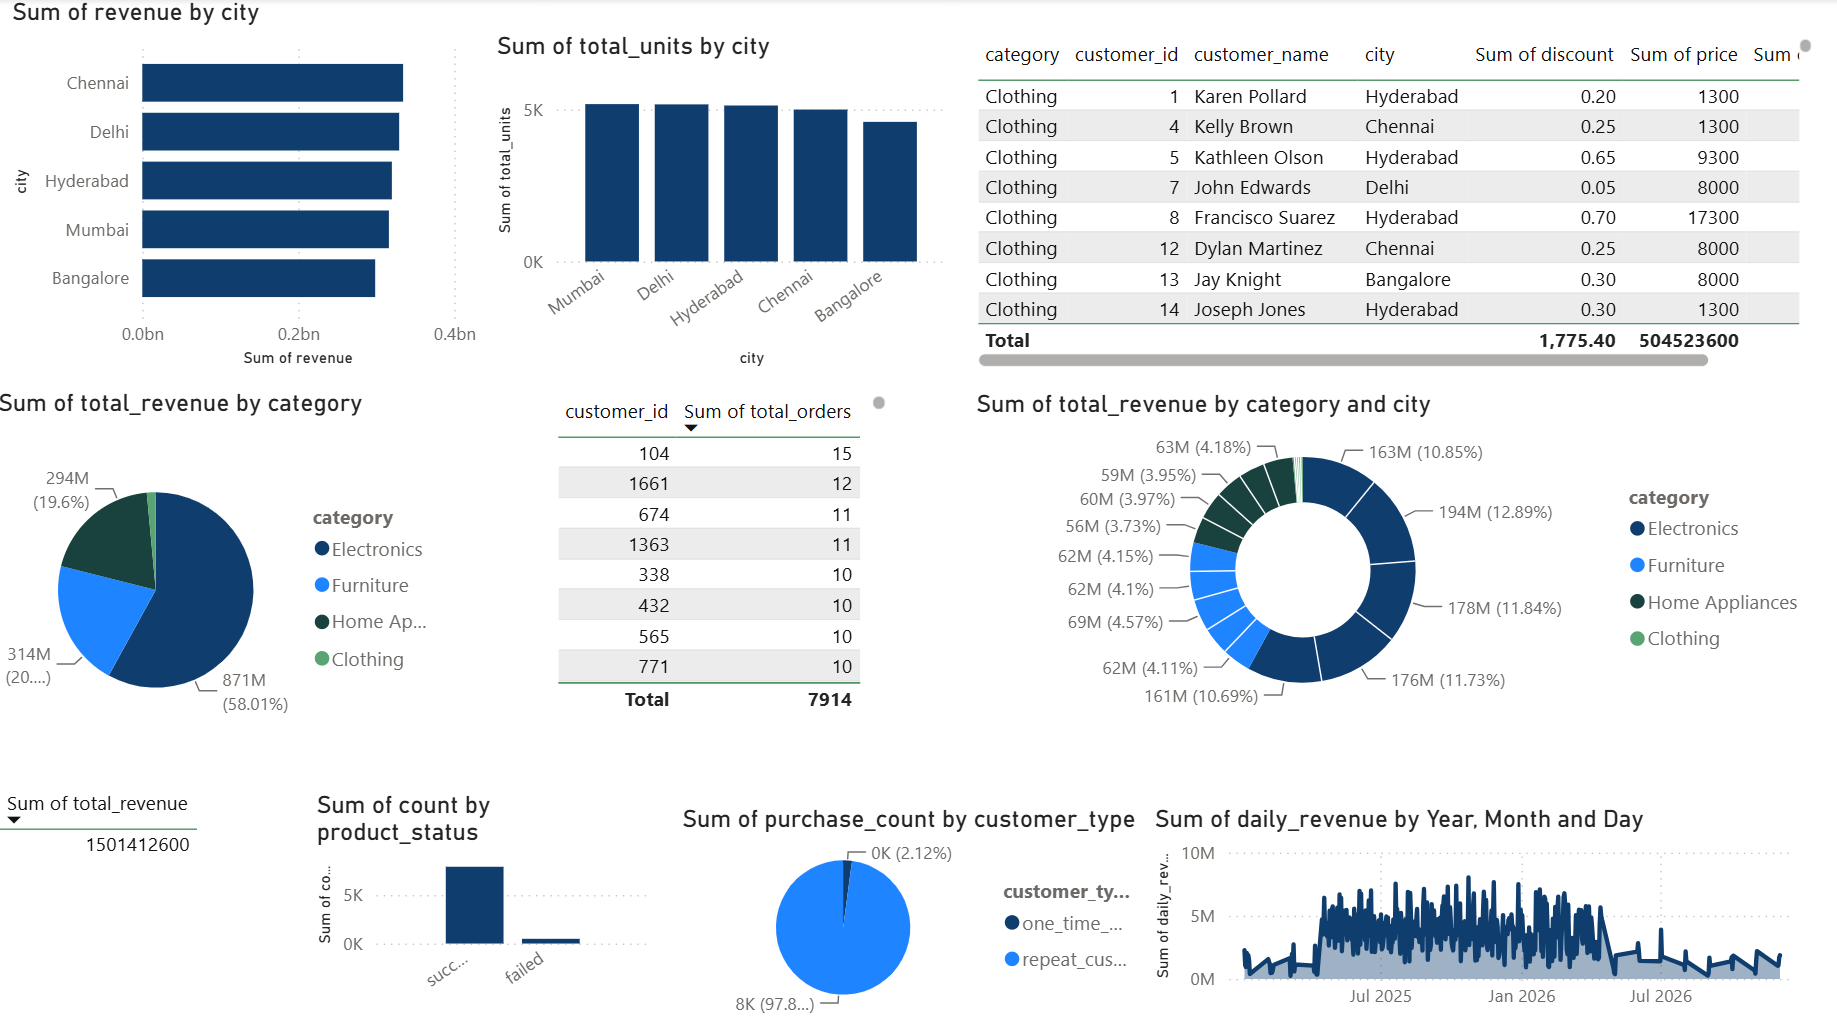 Sum of revenue by city
Chennai
Delhi
Hyderabad
Mumbai
Bangalore
city
0.0bn 0.2bn 0.4bn
Sum of revenue
Sum of total_units by city
5K
0K
Sum of total_units
Mumbai Delhi Hyderabad Chennai Bangalore
city
category customer_id customer_name city Sum of discount Sum of price Sum
Clothing 1 Karen Pollard Hyderabad 0.20 1300
Clothing 4 Kelly Brown Chennai 0.25 1300
Clothing 5 Kathleen Olson Hyderabad 0.65 9300
Clothing 7 John Edwards Delhi 0.05 8000
Clothing 8 Francisco Suarez Hyderabad 0.70 17300
Clothing 12 Dylan Martinez Chennai 0.25 8000
Clothing 13 Jay Knight Bangalore 0.30 8000
Clothing 14 Joseph Jones Hyderabad 0.30 1300
Total 1,775.40 504523600
Sum of total_revenue by category
294M
(19.6%)
314M
(20....)
871M
(58.01%)
category
Electronics
Furniture
Home Ap...
Clothing
customer_id Sum of total_orders
104 15
1661 12
674 11
1363 11
338 10
432 10
565 10
771 10
Total 7914
Sum of total_revenue by category and city
63M (4.18%)
59M (3.95%)
60M (3.97%)
56M (3.73%)
62M (4.15%)
62M (4.1%)
69M (4.57%)
62M (4.11%)
161M (10.69%)
163M (10.85%)
194M (12.89%)
178M (11.84%)
176M (11.73%)
category
Electronics
Furniture
Home Appliances
Clothing
Sum of total_revenue
1501412600
Sum of count by
product_status
Sum of co...
5K
0K
succ... failed
Sum of purchase_count by customer_type
0K (2.12%)
8K (97.8...)
customer_ty...
one_time_...
repeat_cus...
Sum of daily_revenue by Year, Month and Day
Sum of daily_rev...
10M
5M
0M
Jul 2025 Jan 2026 Jul 2026